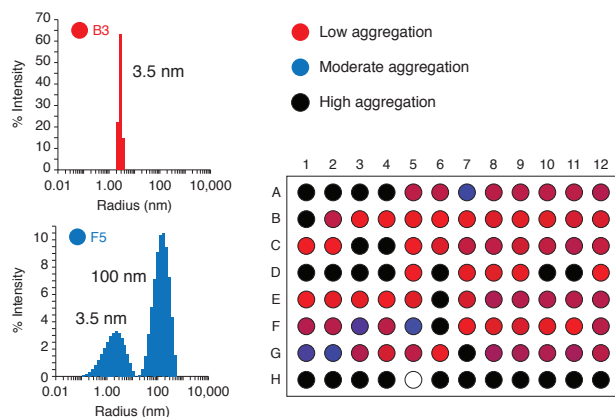 B3
3.5 nm
70
60
50
40
30
20
10
0
% Intensity
0.01 1.00 100 10,000
Radius (nm)
F5
100 nm
3.5 nm
10
8
6
4
2
0
% Intensity
0.01 1.00 100 10,000
Radius (nm)
Low aggregation
Moderate aggregation
High aggregation
1 2 3 4 5 6 7 8 9 10 11 12
A
B
C
D
E
F
G
H